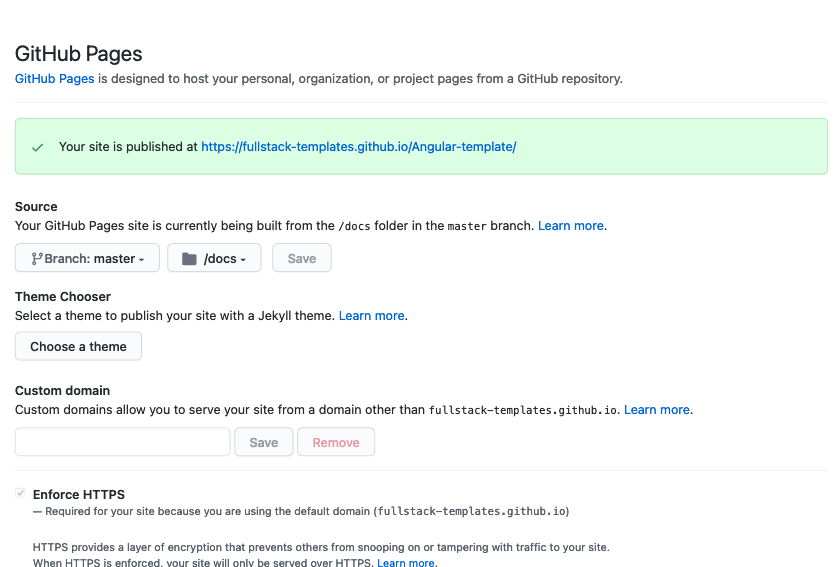 GitHub Pages
GitHub Pages is designed to host your personal, organization, or project pages from a GitHub repository.
Your site is published at https://fullstack-templates.github.io/Angular-template/
Source
Your GitHub Pages site is currently being built from the /docs folder in the master branch. Learn more.
Branch: master /docs Save
Theme Chooser
Select a theme to publish your site with a Jekyll theme. Learn more.
Choose a theme
Custom domain
Custom domains allow you to serve your site from a domain other than fullstack-templates.github.io. Learn more.
Save Remove
Enforce HTTPS
— Required for your site because you are using the default domain (fullstack-templates.github.io)
HTTPS provides a layer of encryption that prevents others from snooping on or tampering with traffic to your site.
When HTTPS is enforced, your site will only be served over HTTPS. Learn more.